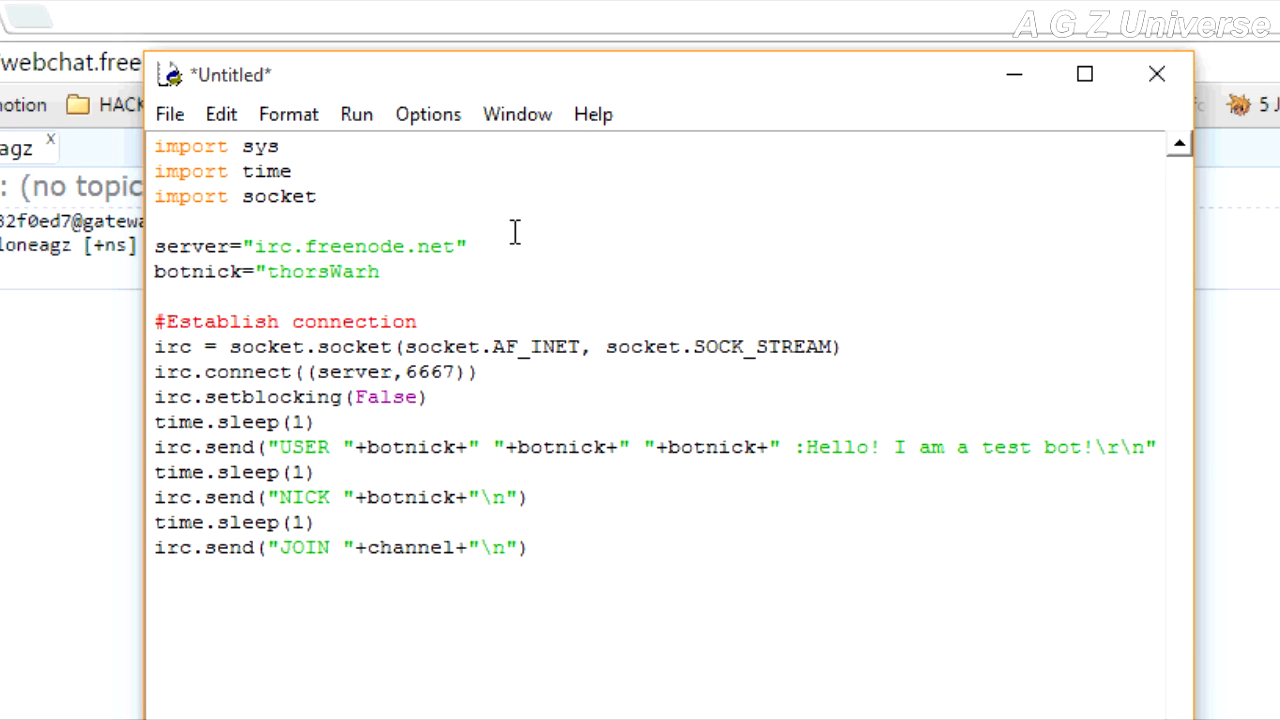 A G Z Universe
webchat.free
*Untitled*
notion HACK 5 J
File Edit Format Run Options Window Help
agz x
: (no topic
32f0ed7@gatewa
loneagz [+ns]
import sys
import time
import socket
server="irc.freenode.net"
botnick="thorsWarh
#Establish connection
irc = socket.socket(socket.AF_INET, socket.SOCK_STREAM)
irc.connect((server,6667))
irc.setblocking(False)
time.sleep(1)
irc.send("USER "+botnick+" "+botnick+" "+botnick+" :Hello! I am a test bot!\r\n"
time.sleep(1)
irc.send("NICK "+botnick+"\n")
time.sleep(1)
irc.send("JOIN "+channel+"\n")